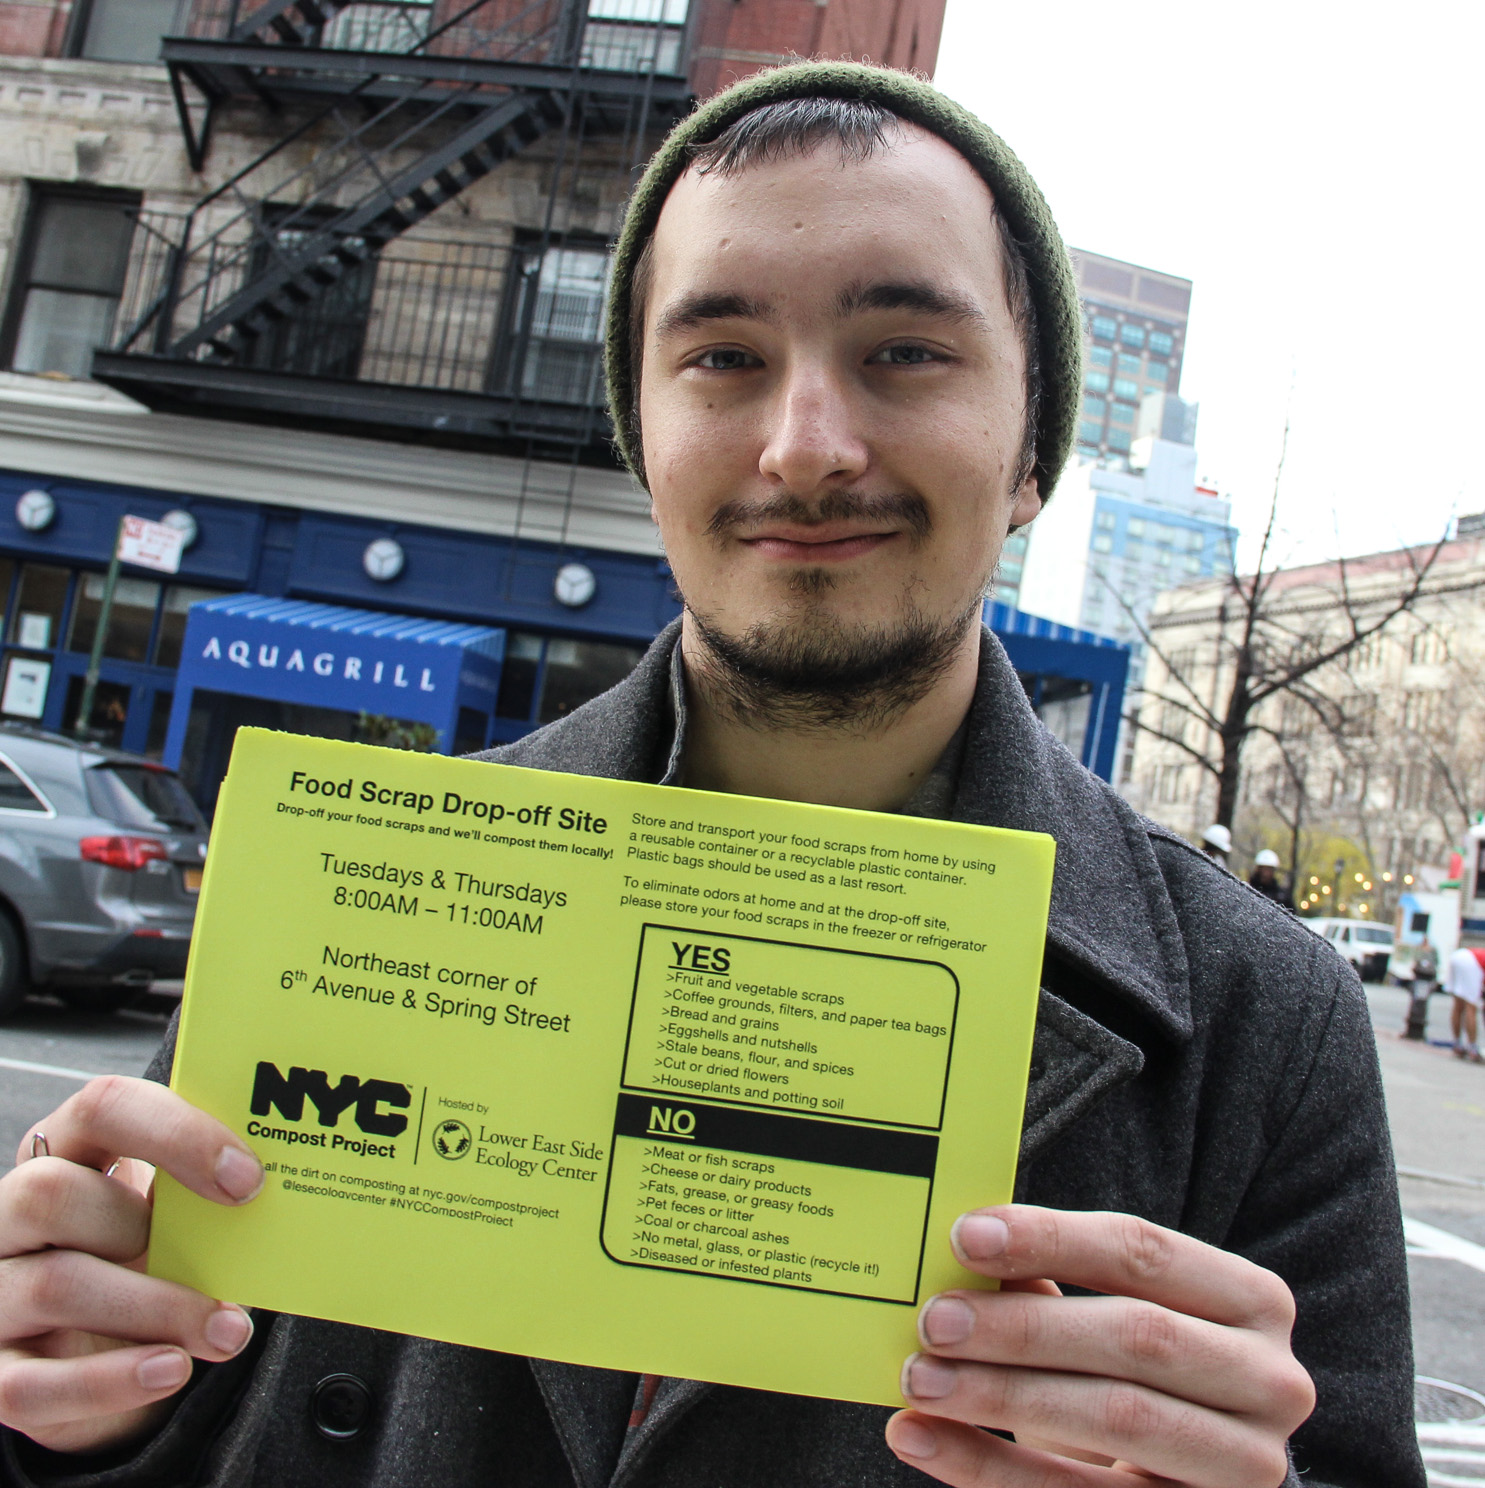 AQUAGRILL
Food Scrap Drop-off Site
Drop-off your food scraps and we'll compost them locally!
Tuesdays & Thursdays
8:00AM – 11:00AM
Northeast corner of
6th Avenue & Spring Street
NYC
Compost Project
Hosted by
Lower East Side
Ecology Center
all the dirt on composting at nyc.gov/compostproject
@lesecologycenter #NYCCompostProject
Store and transport your food scraps from home by using
a reusable container or a recyclable plastic container.
Plastic bags should be used as a last resort.
To eliminate odors at home and at the drop-off site,
please store your food scraps in the freezer or refrigerator
YES
>Fruit and vegetable scraps
>Coffee grounds, filters, and paper tea bags
>Bread and grains
>Eggshells and nutshells
>Stale beans, flour, and spices
>Cut or dried flowers
>Houseplants and potting soil
NO
>Meat or fish scraps
>Cheese or dairy products
>Fats, grease, or greasy foods
>Pet feces or litter
>Coal or charcoal ashes
>No metal, glass, or plastic (recycle it!)
>Diseased or infested plants